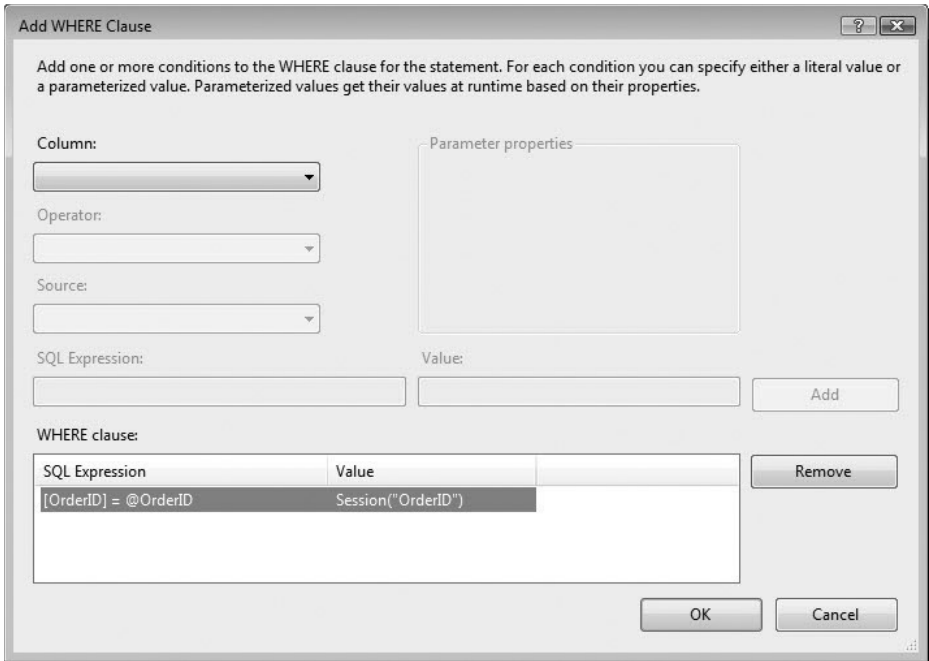 Add WHERE Clause
Add one or more conditions to the WHERE clause for the statement. For each condition you can specify either a literal value or
a parameterized value. Parameterized values get their values at runtime based on their properties.
Column:
Parameter properties
Operator:
Source:
SQL Expression:
Value:
Add
WHERE clause:
SQL Expression Value
Remove
[OrderID] = @OrderID Session("OrderID")
OK
Cancel